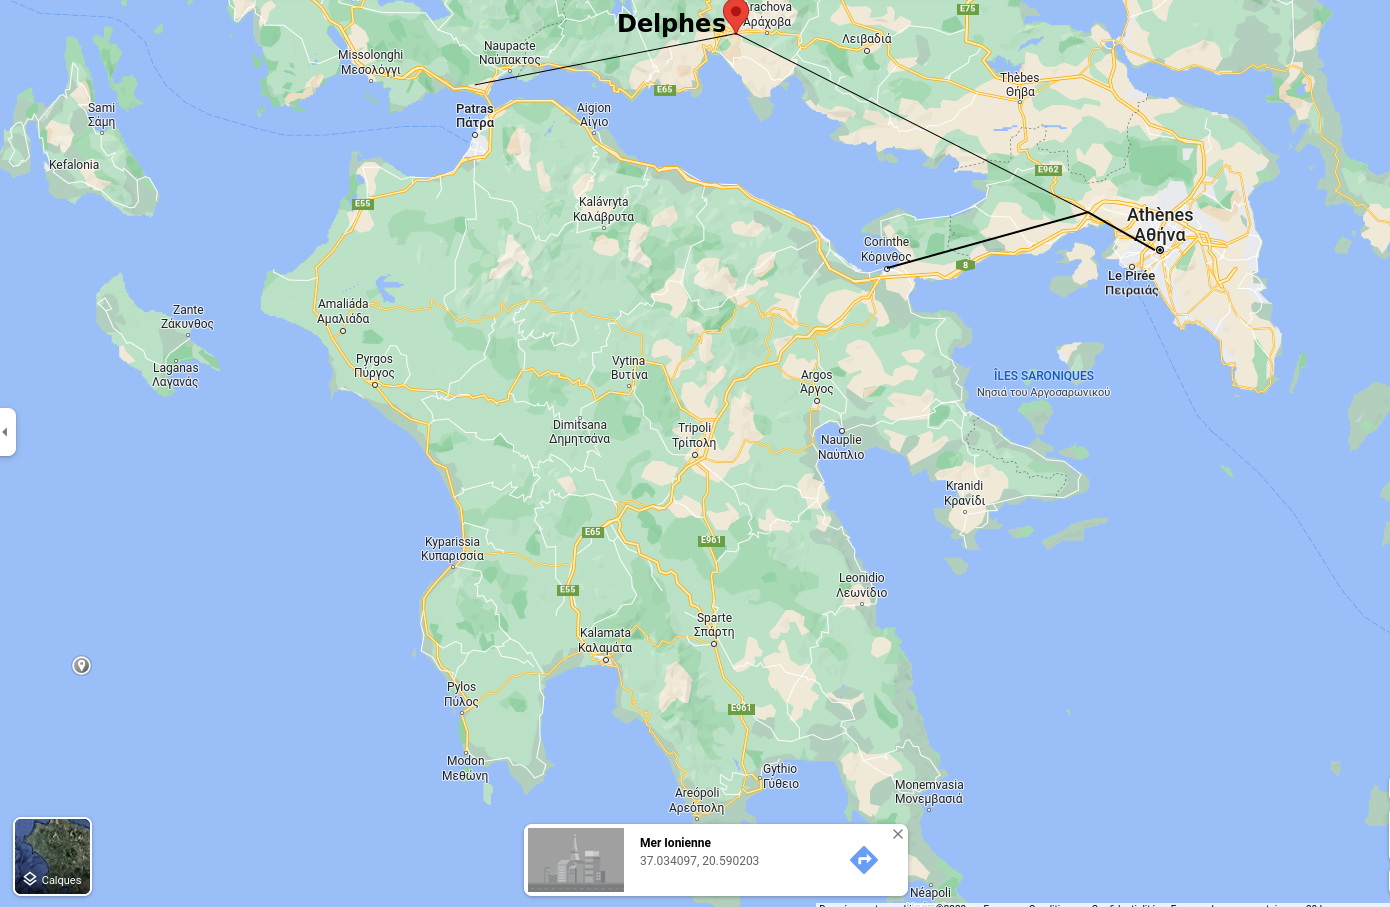 Arachova
Αράχοβα
E75
Delphes
Λειβαδιά
Naupacte
Ναύπακτος
Missolonghi
Μεσολόγγι
Thèbes
Θήβα
E65
Sami
Σάμη
Patras
Πάτρα
Aigion
Αίγιο
Kefalonia
E962
E55
Kalávryta
Καλάβρυτα
Athènes
Αθήνα
Corinthe
Κόρινθος
8
Le Pirée
Πειραιάς
Zante
Ζάκυνθος
Amaliáda
Αμαλιάδα
Laganas
Λαγανάς
Pyrgos
Πύργος
Vytina
Βυτίνα
Argos
Άργος
ÎLES SARONIQUES
Νησιά του Αργοσαρωνικού
Dimitsana
Δημητσάνα
Tripoli
Τρίπολη
Nauplie
Ναύπλιο
Kranidi
Κρανίδι
E65
E961
Kyparissia
Κυπαρισσία
E55
Leonidio
Λεωνίδιο
Sparte
Σπάρτη
Kalamata
Καλαμάτα
Pylos
Πύλος
E961
Modon
Μεθώνη
Gythio
Γύθειο
Areópoli
Αρεόπολη
Monemvasia
Μονεμβασιά
Mer Ionienne
37.034097, 20.590203
Calques
Néapoli